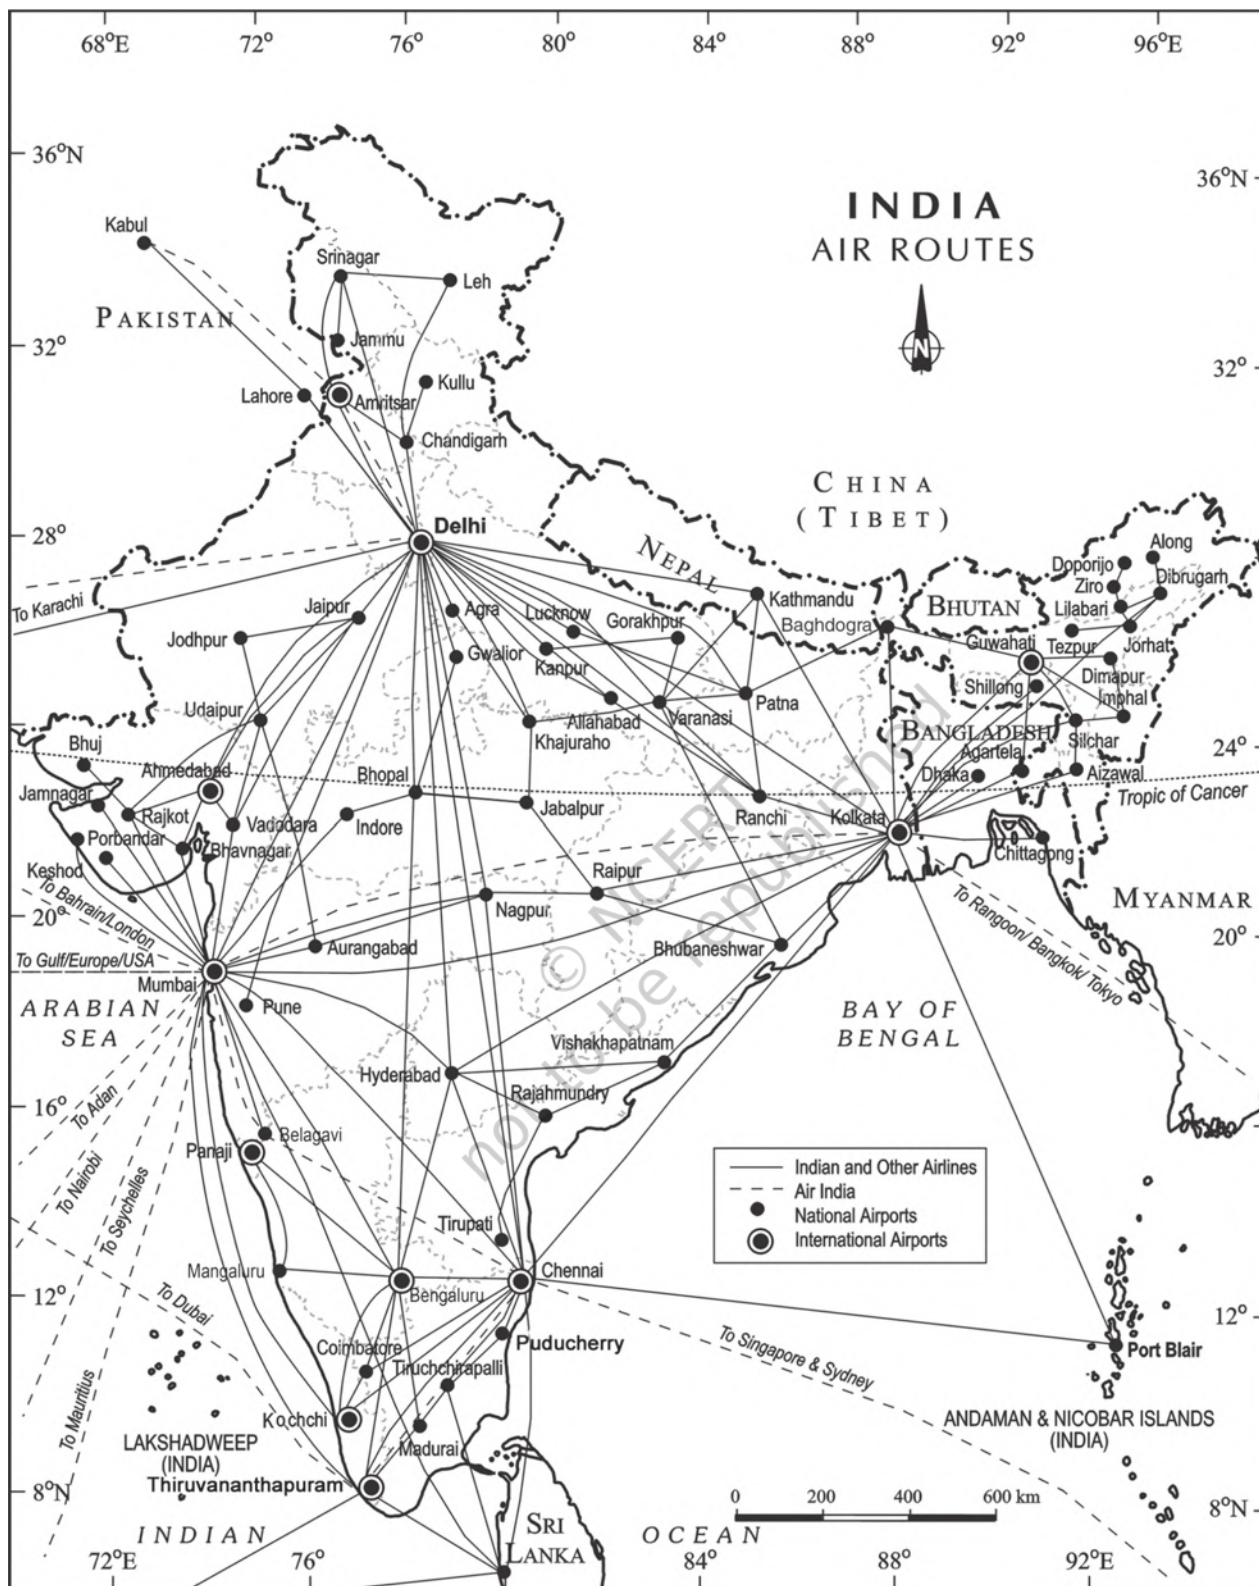 68°E 72° 76° 80° 84° 88° 92° 96°E
36°N
36°N
INDIA
AIR ROUTES
Kabul
Srinagar
Leh
PAKISTAN
N
Jammu
32°
32°
Kullu
Lahore
Amritsar
Chandigarh
CHINA
(TIBET)
Delhi
28°
28°
NEPAL
Along
Doporijo
Ziro
Dibrugarh
To Karachi
Jaipur
Agra
Lucknow
Gorakhpur
Kathmandu
BHUTAN
Lilabari
Baghdogra
Jodhpur
Gwalior
Kanpur
Guwahati
Tezpur
Jorhat
Shillong
Dimapur
Imphal
Udaipur
Allahabad
Varanasi
Patna
Khajuraho
BANGLADESH
Silchar
Bhuj
24°
24°
Agartela
Ahmedabad
Bhopal
Dhaka
Aizawal
Tropic of Cancer
Jamnagar
Rajkot
Vadodara
Indore
Jabalpur
Ranchi
Kolkata
Porbandar
Bhavnagar
Chittagong
Keshod
Raipur
To Bahrain/London
MYANMAR
20°
Nagpur
To Rangoon/ Bangkok/ Tokyo
20°
Aurangabad
Bhubaneshwar
To Gulf/Europe/USA
Mumbai
ARABIAN
SEA
Pune
BAY OF
BENGAL
Vishakhapatnam
Hyderabad
Rajahmundry
16°
To Adan
Belagavi
Panaji
To Nairobi
To Seychelles
Indian and Other Airlines
Air India
National Airports
International Airports
Tirupati
Mangaluru
Chennai
Bengaluru
12°
12°
To Dubai
Coimbatore
Puducherry
Tiruchchirapalli
To Singapore & Sydney
Port Blair
To Mauritius
Kochchi
Madurai
ANDAMAN & NICOBAR ISLANDS
(INDIA)
LAKSHADWEEP
(INDIA)
Thiruvananthapuram
8°N
0 200 400 600 km
8°N
INDIAN OCEAN
SRI
LANKA
72°E 76° 84° 88° 92°E
© NCERT
not to be republished